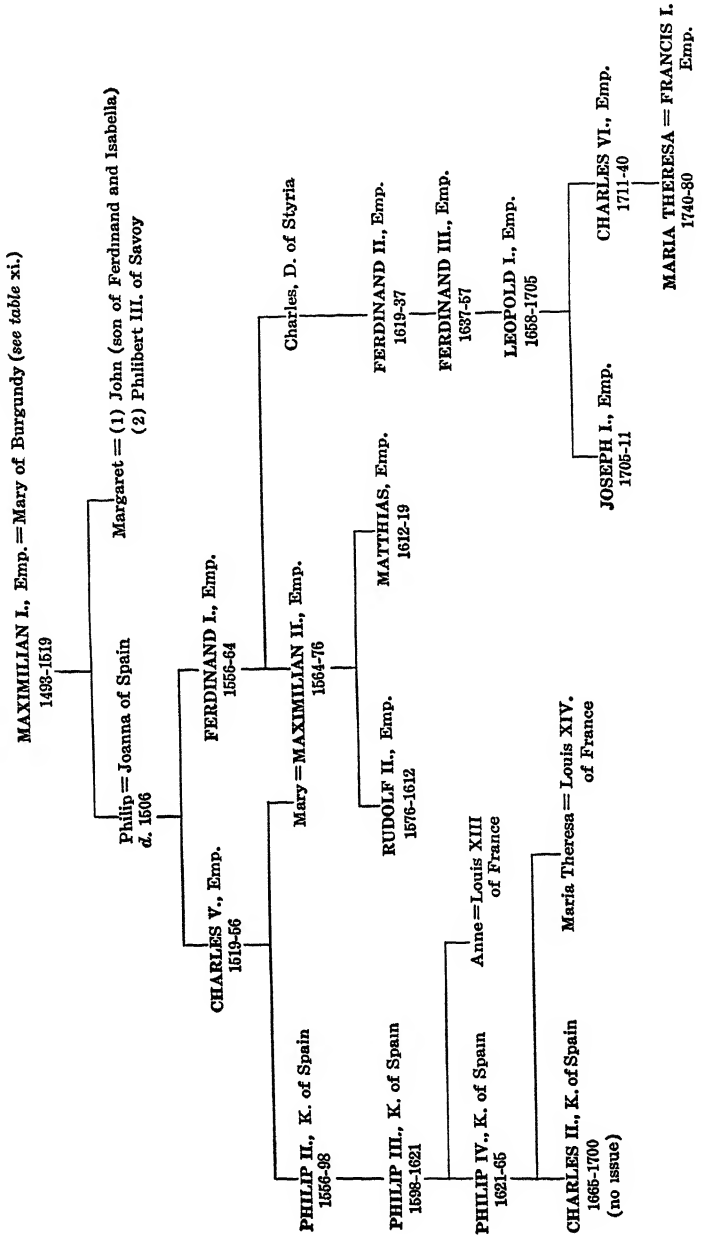 MAXIMILIAN I., Emp.=Mary of Burgundy (see table xi.)
1493-1519
Philip=Joanna of Spain
d. 1506
Margaret=(1) John (son of Ferdinand and Isabella)
(2) Philibert III. of Savoy
CHARLES V., Emp.
1519-56
FERDINAND I., Emp.
1556-64
PHILIP II., K. of Spain
1556-98
Mary=MAXIMILIAN II., Emp.
1564-76
Charles, D. of Styria
PHILIP III., K. of Spain
1598-1621
RUDOLF II., Emp.
1576-1612
MATTHIAS, Emp.
1612-19
FERDINAND II., Emp.
1619-37
PHILIP IV., K. of Spain
1621-65
Anne=Louis XIII
of France
FERDINAND III., Emp.
1637-57
CHARLES II., K. of Spain
1665-1700
(no issue)
Maria Theresa=Louis XIV.
of France
LEOPOLD I., Emp.
1658-1705
JOSEPH I., Emp.
1705-11
CHARLES VI., Emp.
1711-40
MARIA THERESA=FRANCIS I.
1740-80 Emp.